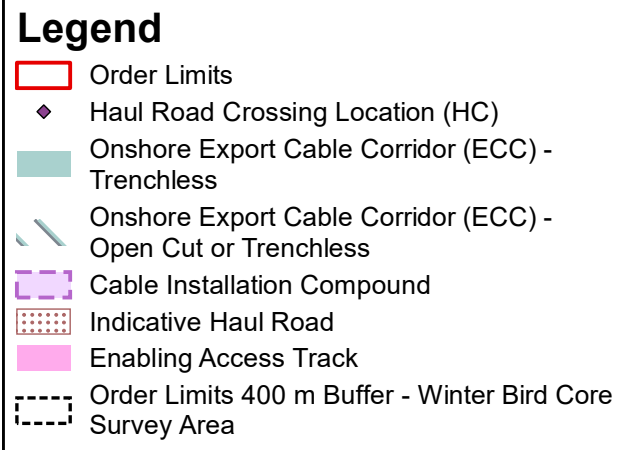 Legend
Order Limits
Haul Road Crossing Location (HC)
Onshore Export Cable Corridor (ECC) -
Trenchless
Onshore Export Cable Corridor (ECC) -
Open Cut or Trenchless
Cable Installation Compound
Indicative Haul Road
Enabling Access Track
Order Limits 400 m Buffer - Winter Bird Core
Survey Area